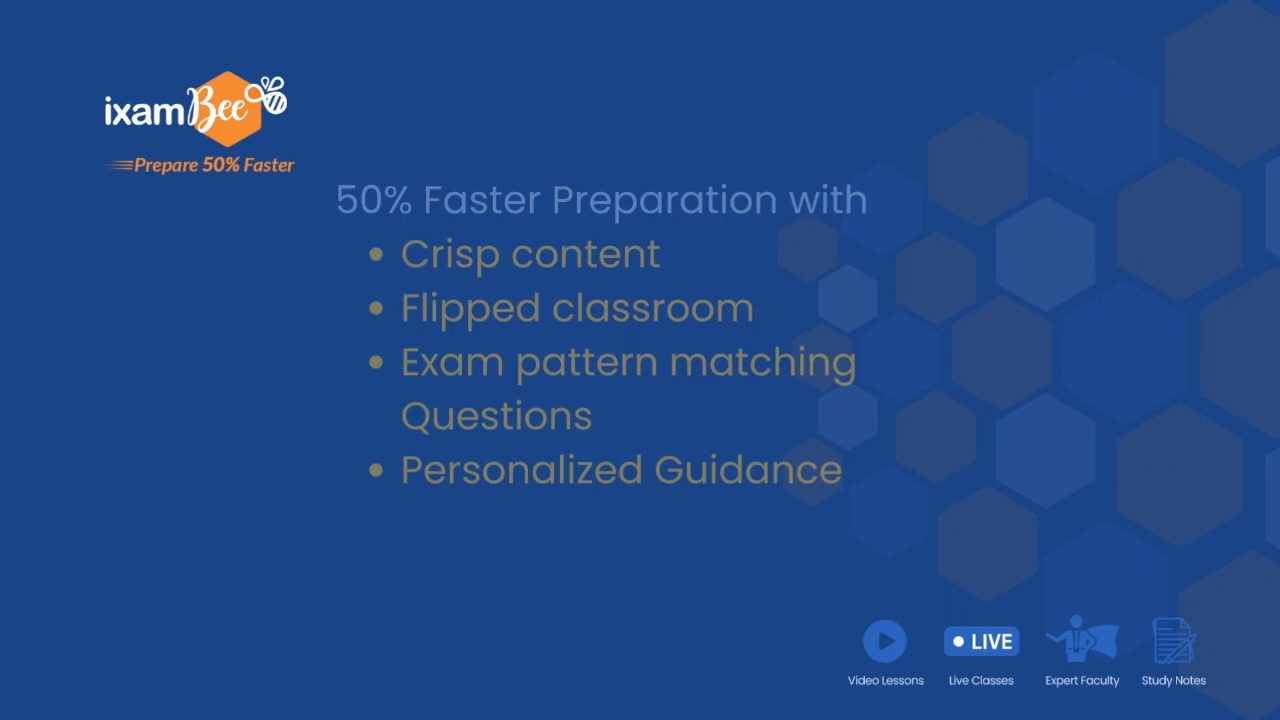 ixamBee
Prepare 50% Faster
50% Faster Preparation with
• Crisp content
• Flipped classroom
• Exam pattern matching
Questions
• Personalized Guidance
LIVE
Video Lessons
Live Classes
Expert Faculty
Study Notes